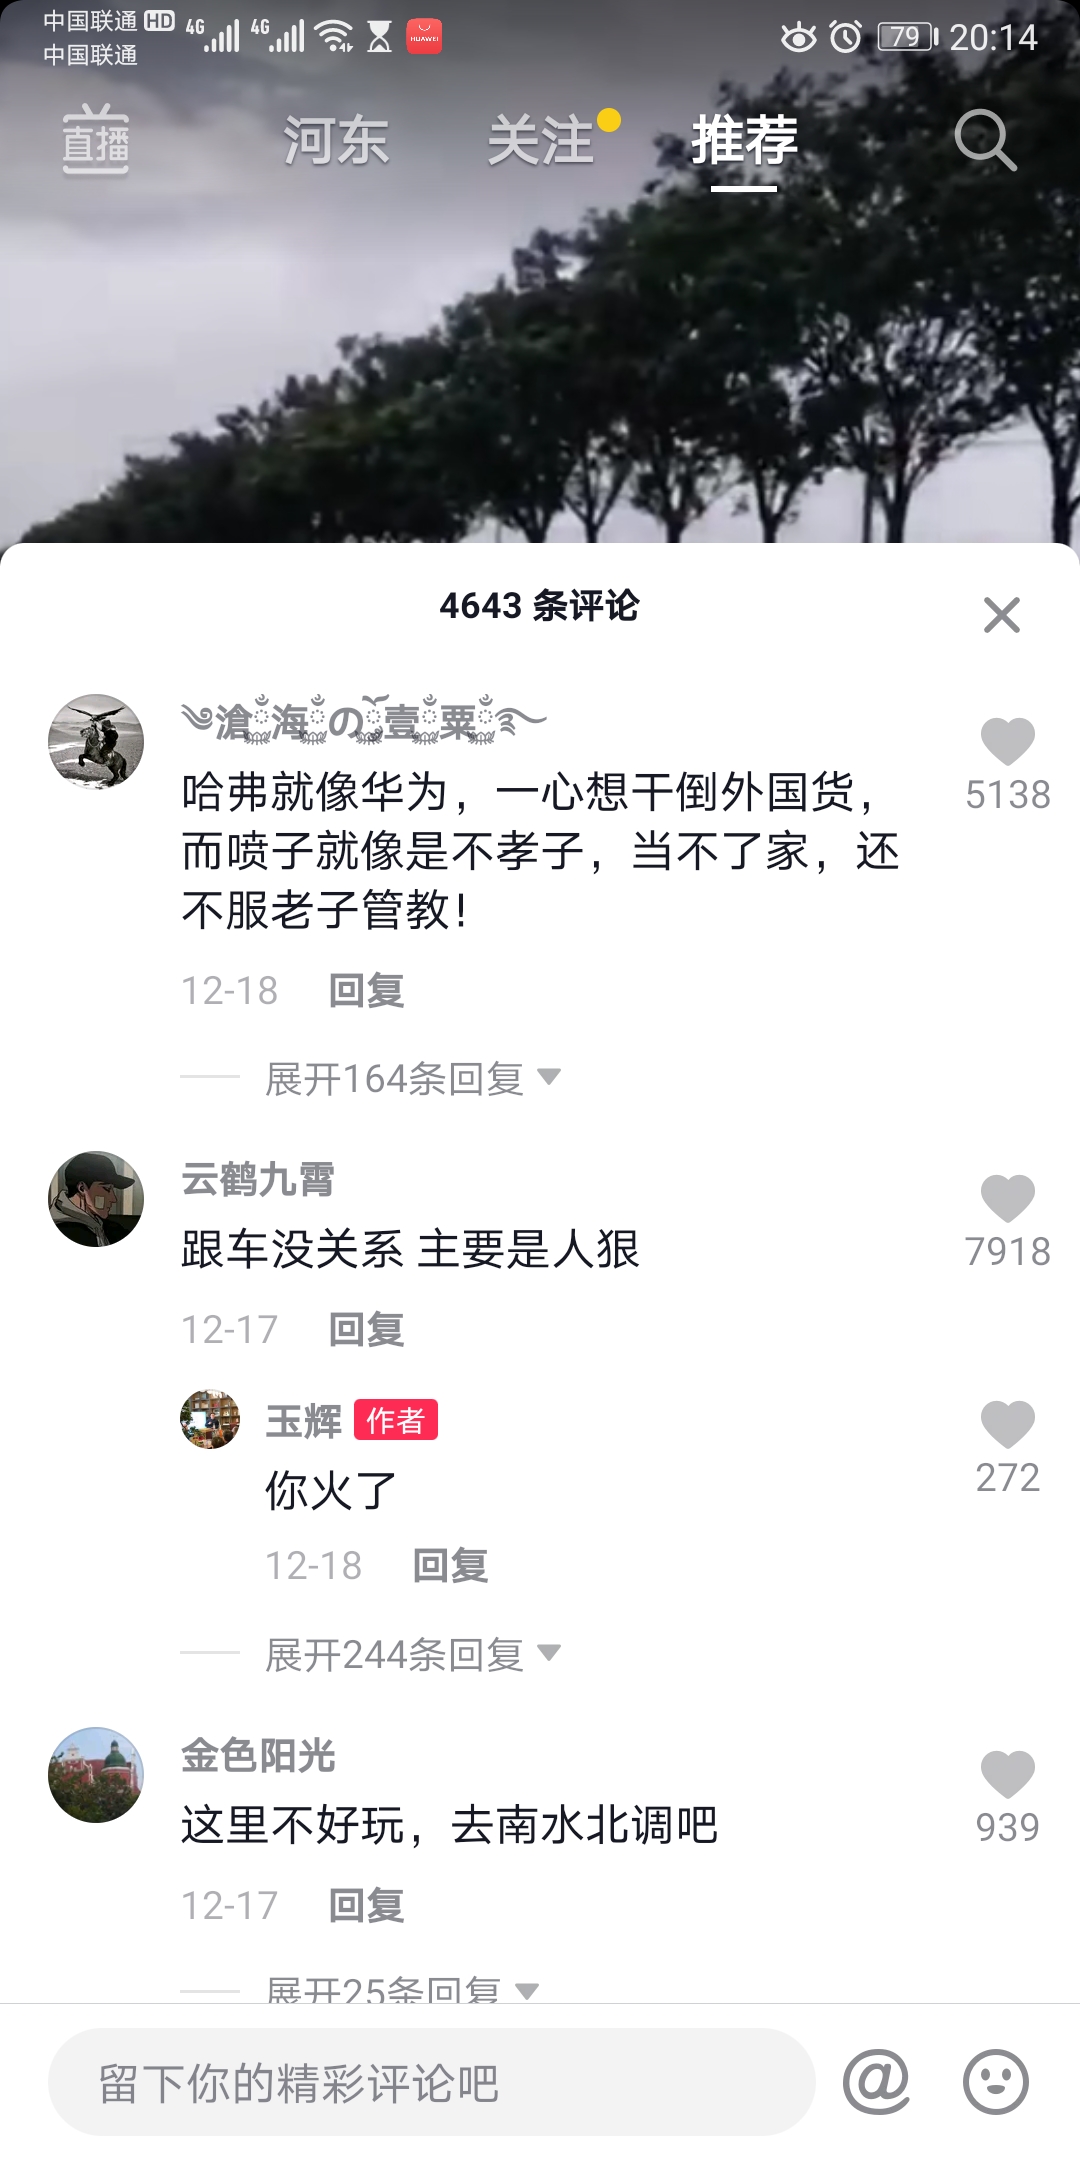 中国联通 HD 4G 4G HUAWEI 79 20:14
中国联通
直播 河东 关注 推荐
4643 条评论
滄海の壹粟
哈弗就像华为，一心想干倒外国货，
而喷子就像是不孝子，当不了家，还
不服老子管教！
5138
12-18 回复
展开164条回复
云鹤九霄
跟车没关系 主要是人狠
7918
12-17 回复
玉辉 作者
你火了
272
12-18 回复
展开244条回复
金色阳光
这里不好玩，去南水北调吧
939
12-17 回复
展开25条回复
留下你的精彩评论吧 @